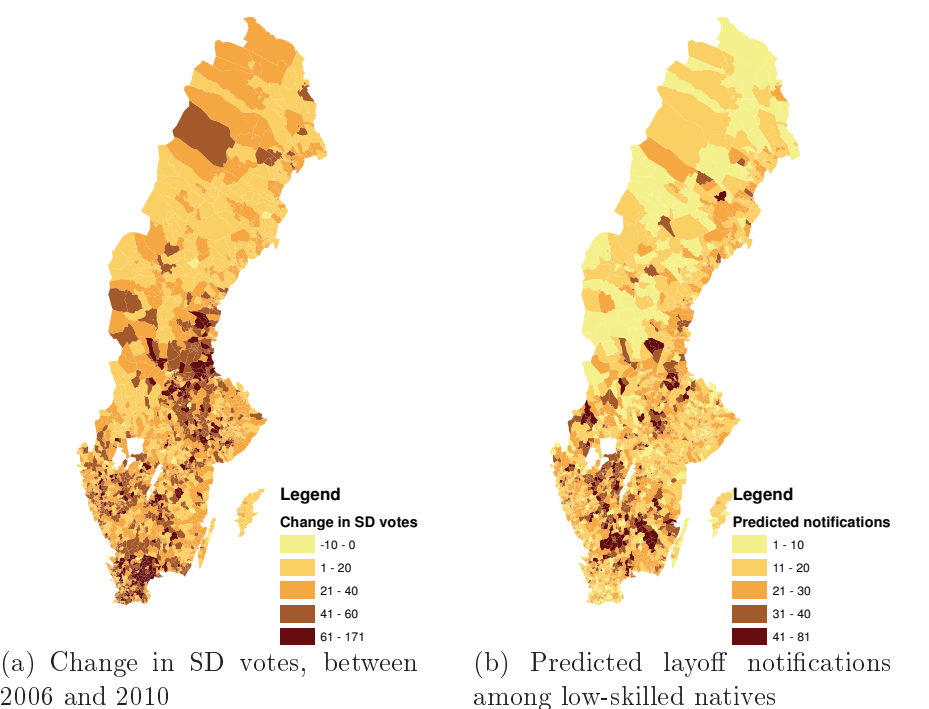 Legend
Change in SD votes
-10 - 0
1 - 20
21 - 40
41 - 60
61 - 171
Legend
Predicted notifications
1 - 10
11 - 20
21 - 30
31 - 40
41 - 81
(a) Change in SD votes, between
2006 and 2010
(b) Predicted layoff notifications
among low-skilled natives